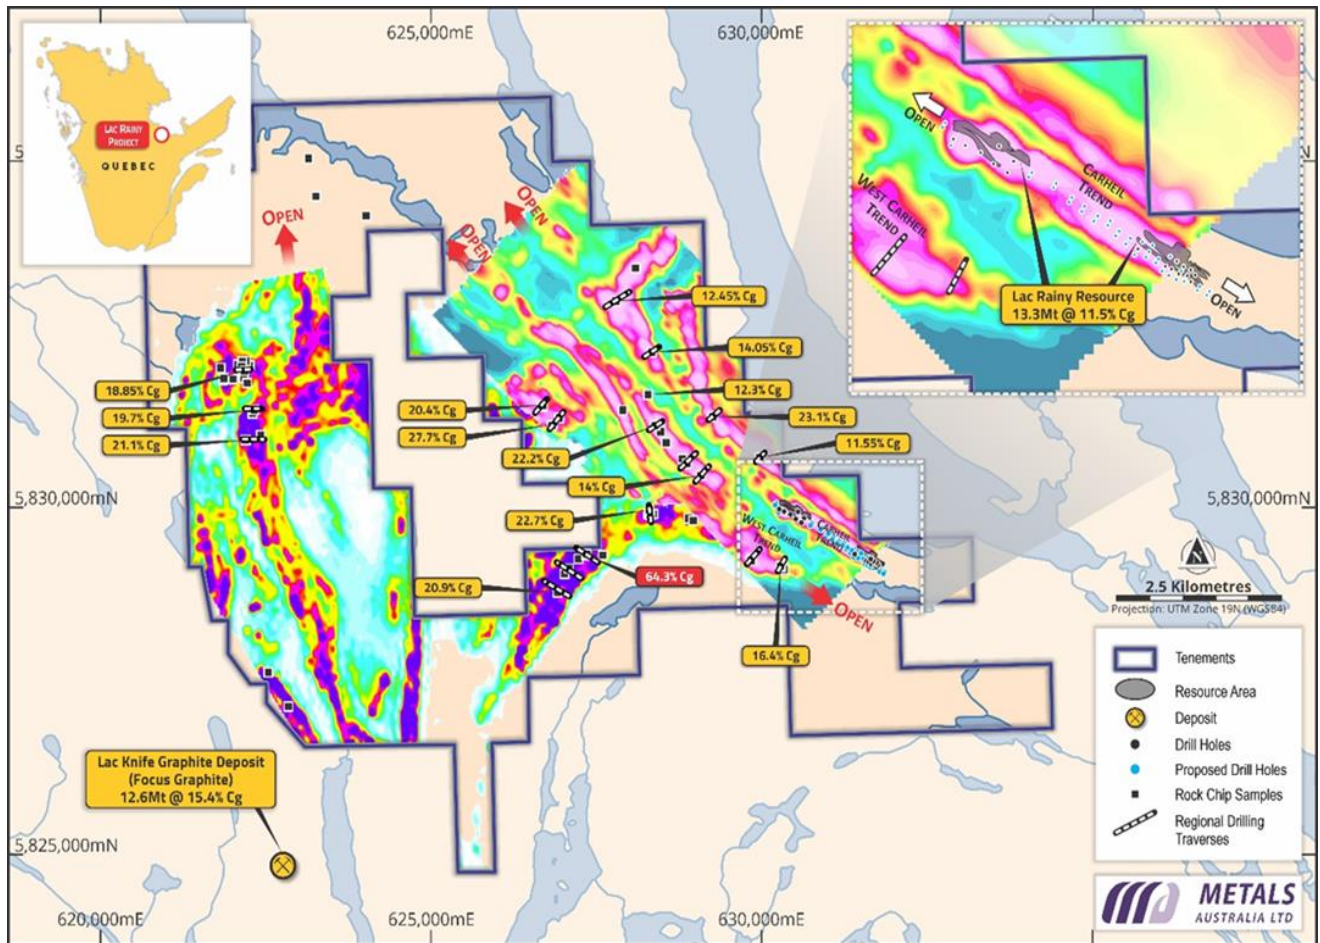 625,000mE
630,000mE
LAC RAINY
PROJECT
QUEBEC
OPEN
OPEN
OPEN
18.85% Cg
19.7% Cg
21.1% Cg
20.4% Cg
27.7% Cg
22.2% Cg
14% Cg
22.7% Cg
20.9% Cg
64.3% Cg
12.45% Cg
14.05% Cg
12.3% Cg
23.1% Cg
11.55% Cg
16.4% Cg
WEST CARHEIL
TREND
CARHEIL
TREND
OPEN
OPEN
CARHEIL
TREND
WEST CARHEIL
TREND
Lac Rainy Resource
13.3Mt @ 11.5% Cg
OPEN
5,830,000mN
5,830,000mN
N
2.5 Kilometres
Projection: UTM Zone 19N (WGS84)
Tenements
Resource Area
Deposit
Drill Holes
Proposed Drill Holes
Rock Chip Samples
Regional Drilling
Traverses
Lac Knife Graphite Deposit
(Focus Graphite)
12.6Mt @ 15.4% Cg
5,825,000mN
620,000mE
625,000mE
630,000mE
METALS
AUSTRALIA LTD